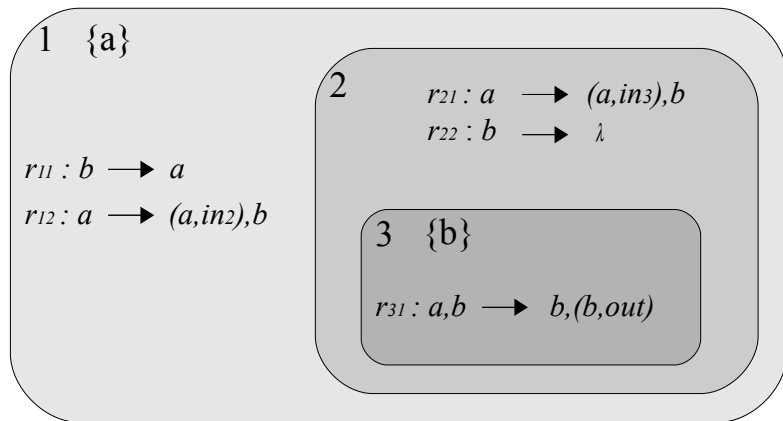 1 {a}
2
r₂₁ : a → (a,in₃),b
r₂₂ : b → λ
r₁₁ : b → a
r₁₂ : a → (a,in₂),b
3 {b}
r₃₁ : a,b → b,(b,out)